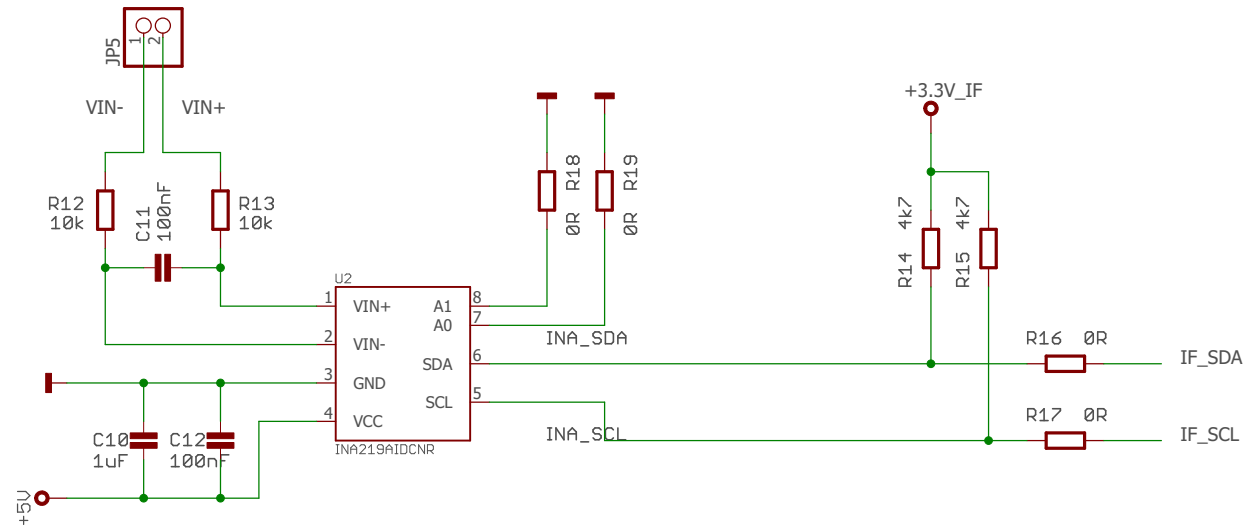 JP5
1
2
VIN-
VIN+
R12
10k
C11
100nF
R13
10k
R18
0R
R19
0R
+3.3V_IF
R14 4k7
R15 4k7
U2
1 VIN+
2 VIN-
3 GND
4 VCC
A1 8
A0 7
SDA 6
SCL 5
INA219AIDCNR
INA_SDA
INA_SCL
R16 0R
IF_SDA
R17 0R
IF_SCL
C10
1uF
C12
100nF
+5V